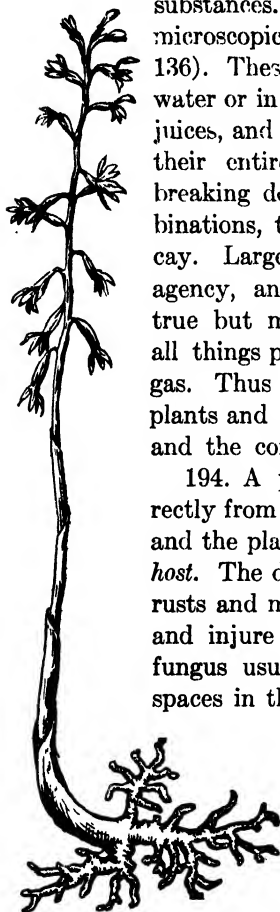 substances.
microscopic
136). Thes
water or in
juices, and
their entir
breaking de
binations, t
cay. Large
agency, an
true but m
all things p
gas. Thus
plants and
and the co
194. A p
rectly from
and the pla
host. The d
rusts and m
and injure
fungus usu
spaces in th